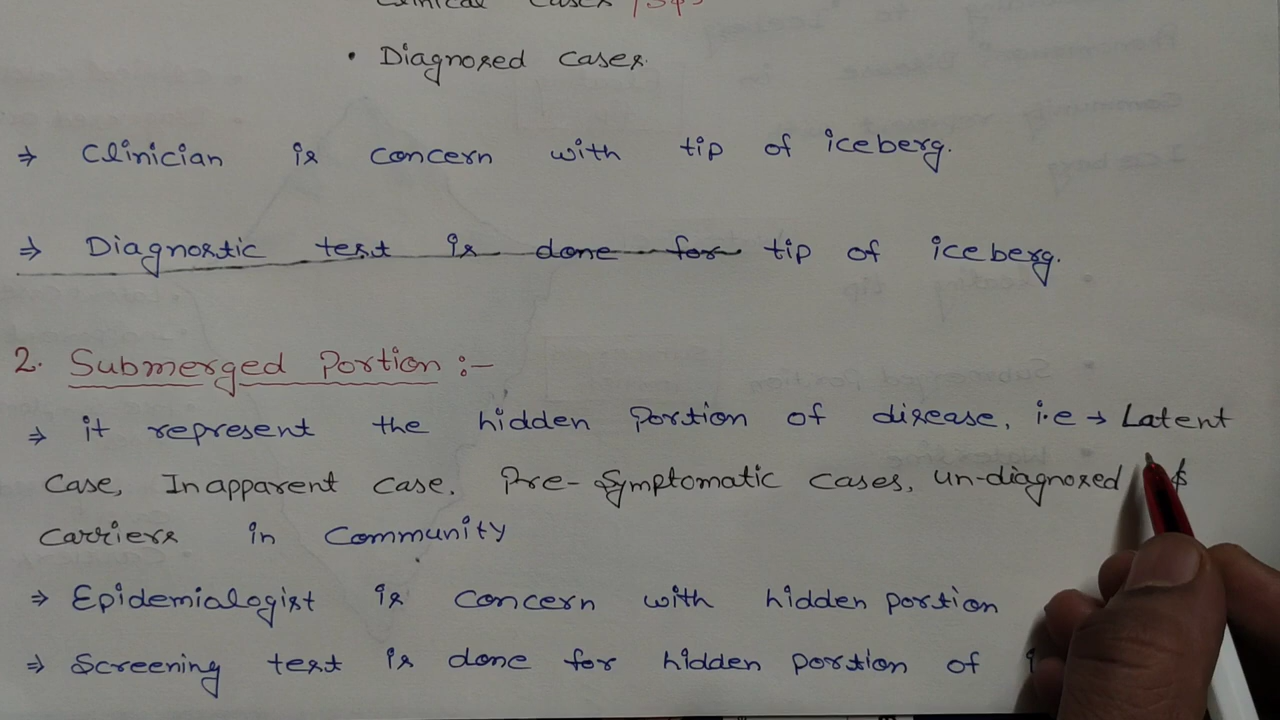 • Diagnosed cases.
⇒ Clinician is concern with tip of iceberg.
⇒ Diagnostic test is done for tip of iceberg.
2. Submerged Portion :-
⇒ it represent the hidden portion of disease, i.e → Latent
Case, Inapparent case. Pre-Symptomatic cases, un-diagnosed &
carriers in Community
⇒ Epidemialogist is concern with hidden portion
⇒ Screening test is done for hidden portion of